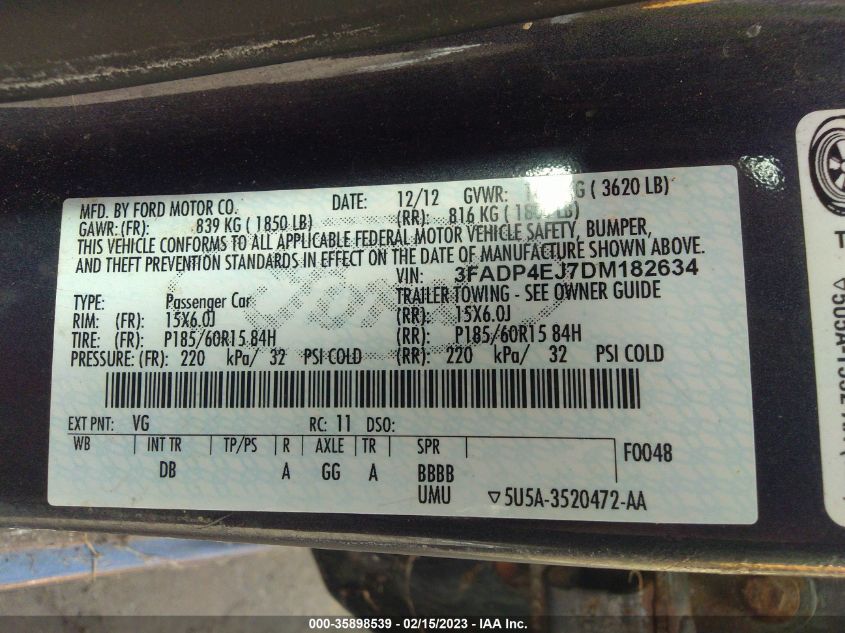 MFD. BY FORD MOTOR CO. DATE: 12/12 GVWR: G ( 3620 LB)
GAWR: (FR): 839 KG ( 1850 LB) (RR): 816 KG ( LB)
THIS VEHICLE CONFORMS TO ALL APPLICABLE FEDERAL MOTOR VEHICLE SAFETY, BUMPER,
AND THEFT PREVENTION STANDARDS IN EFFECT ON THE DATE OF MANUFACTURE SHOWN ABOVE.
VIN: 3FADP4EJ7DM182634
TYPE: Passenger Car TRAILER TOWING - SEE OWNER GUIDE
RIM: (FR): 15X6.0J (RR): 15X6.0J
TIRE: (FR): P185/60R15 84H (RR): P185/60R15 84H
PRESSURE: (FR): 220 kPa/ 32 PSI COLD (RR): 220 kPa/ 32 PSI COLD
EXT PNT: VG RC: 11 DSO:
WB INT TR TP/PS R AXLE TR SPR F0048
DB A GG A BBBB
UMU ▽5U5A-3520472-AA
000-35898539 - 02/15/2023 - IAA Inc.